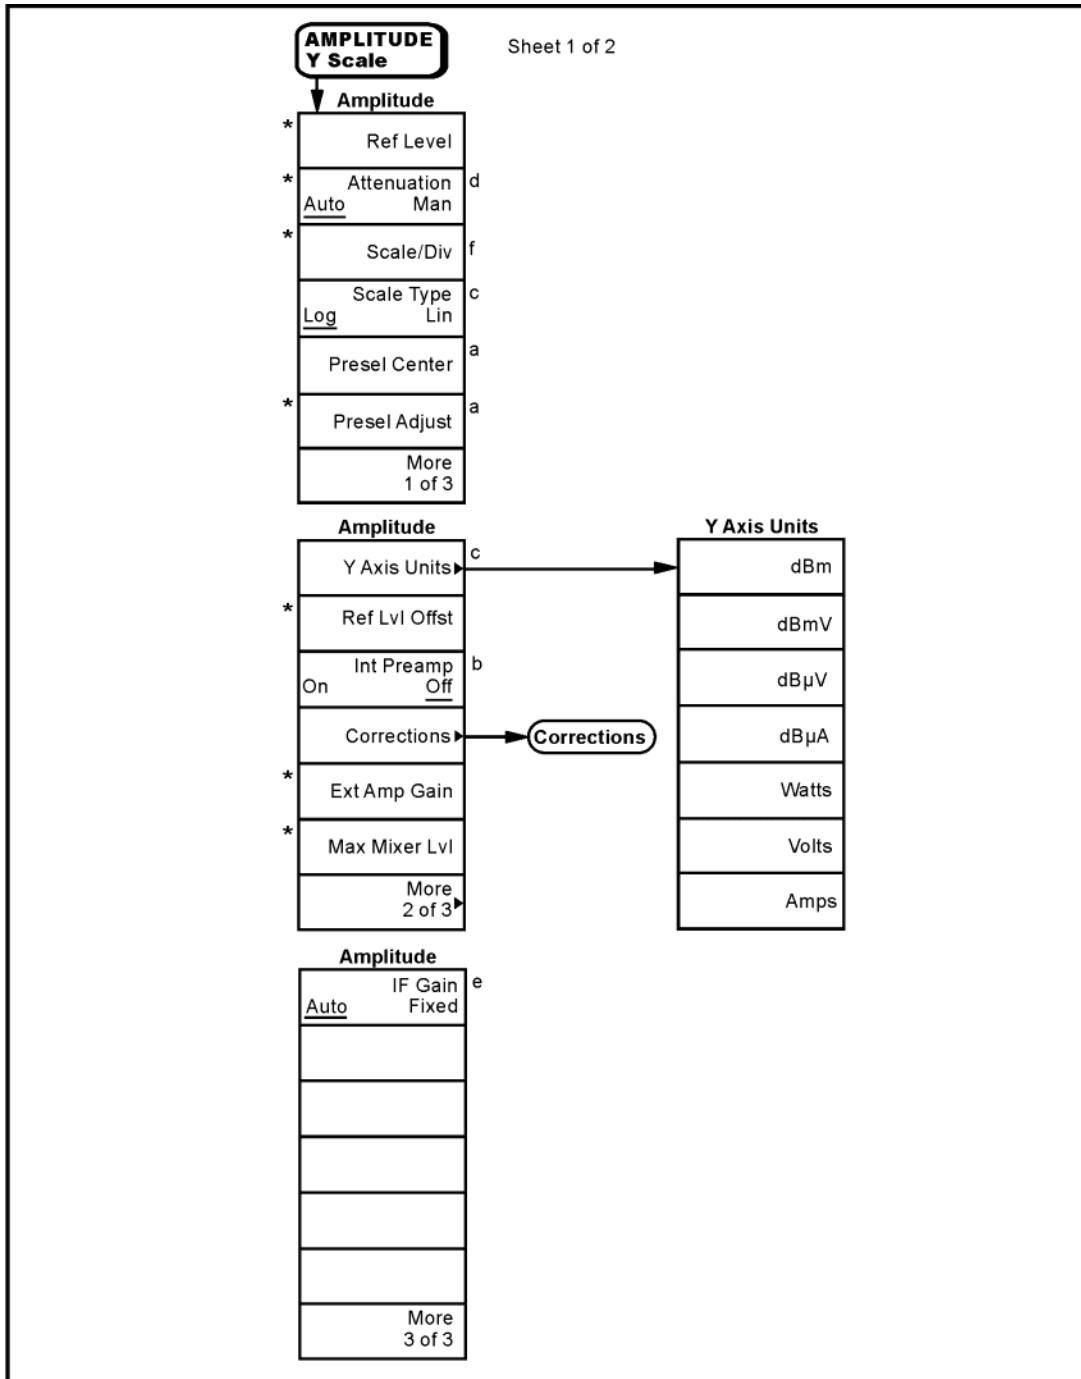 AMPLITUDE
Y Scale
Sheet 1 of 2
Amplitude
*
Ref Level
*
Attenuation
d
Auto Man
*
Scale/Div
f
Scale Type
c
Log Lin
Presel Center
a
*
Presel Adjust
a
More
1 of 3
Amplitude
Y Axis Units
c
*
Ref Lvl Offst
Int Preamp
b
On Off
Corrections
Corrections
*
Ext Amp Gain
*
Max Mixer Lvl
More
2 of 3
Y Axis Units
dBm
dBmV
dBµV
dBµA
Watts
Volts
Amps
Amplitude
IF Gain
e
Auto Fixed
More
3 of 3